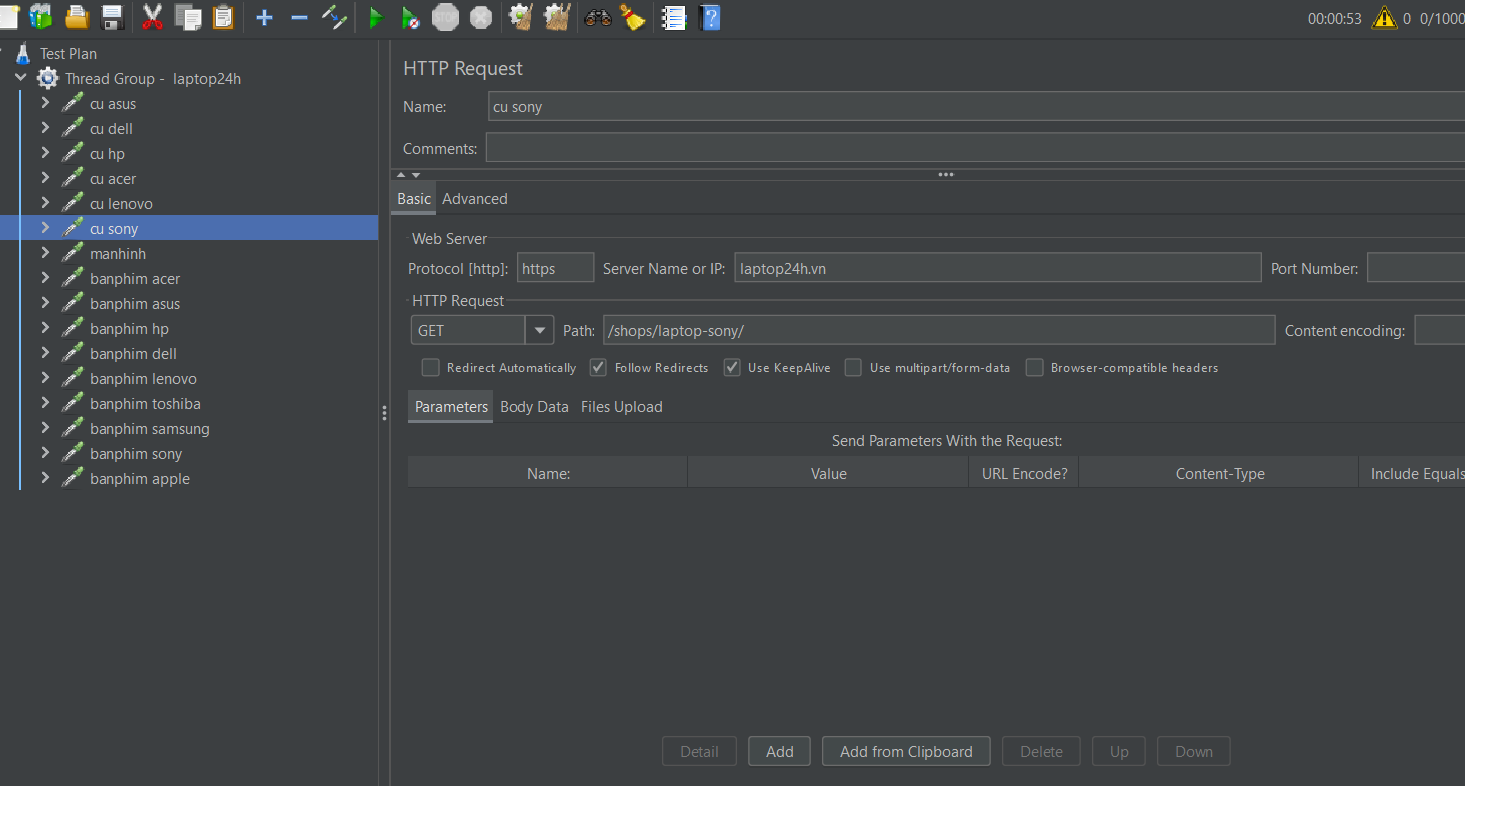 00:00:53 0 0/1000
Test Plan
Thread Group - laptop24h
cu asus
cu dell
cu hp
cu acer
cu lenovo
cu sony
manhinh
banphim acer
banphim asus
banphim hp
banphim dell
banphim lenovo
banphim toshiba
banphim samsung
banphim sony
banphim apple
HTTP Request
Name: cu sony
Comments:
Basic Advanced
Web Server
Protocol [http]: https Server Name or IP: laptop24h.vn Port Number:
HTTP Request
GET Path: /shops/laptop-sony/ Content encoding:
Redirect Automatically Follow Redirects Use KeepAlive Use multipart/form-data Browser-compatible headers
Parameters Body Data Files Upload
Send Parameters With the Request:
Name: Value URL Encode? Content-Type Include Equals
Detail Add Add from Clipboard Delete Up Down